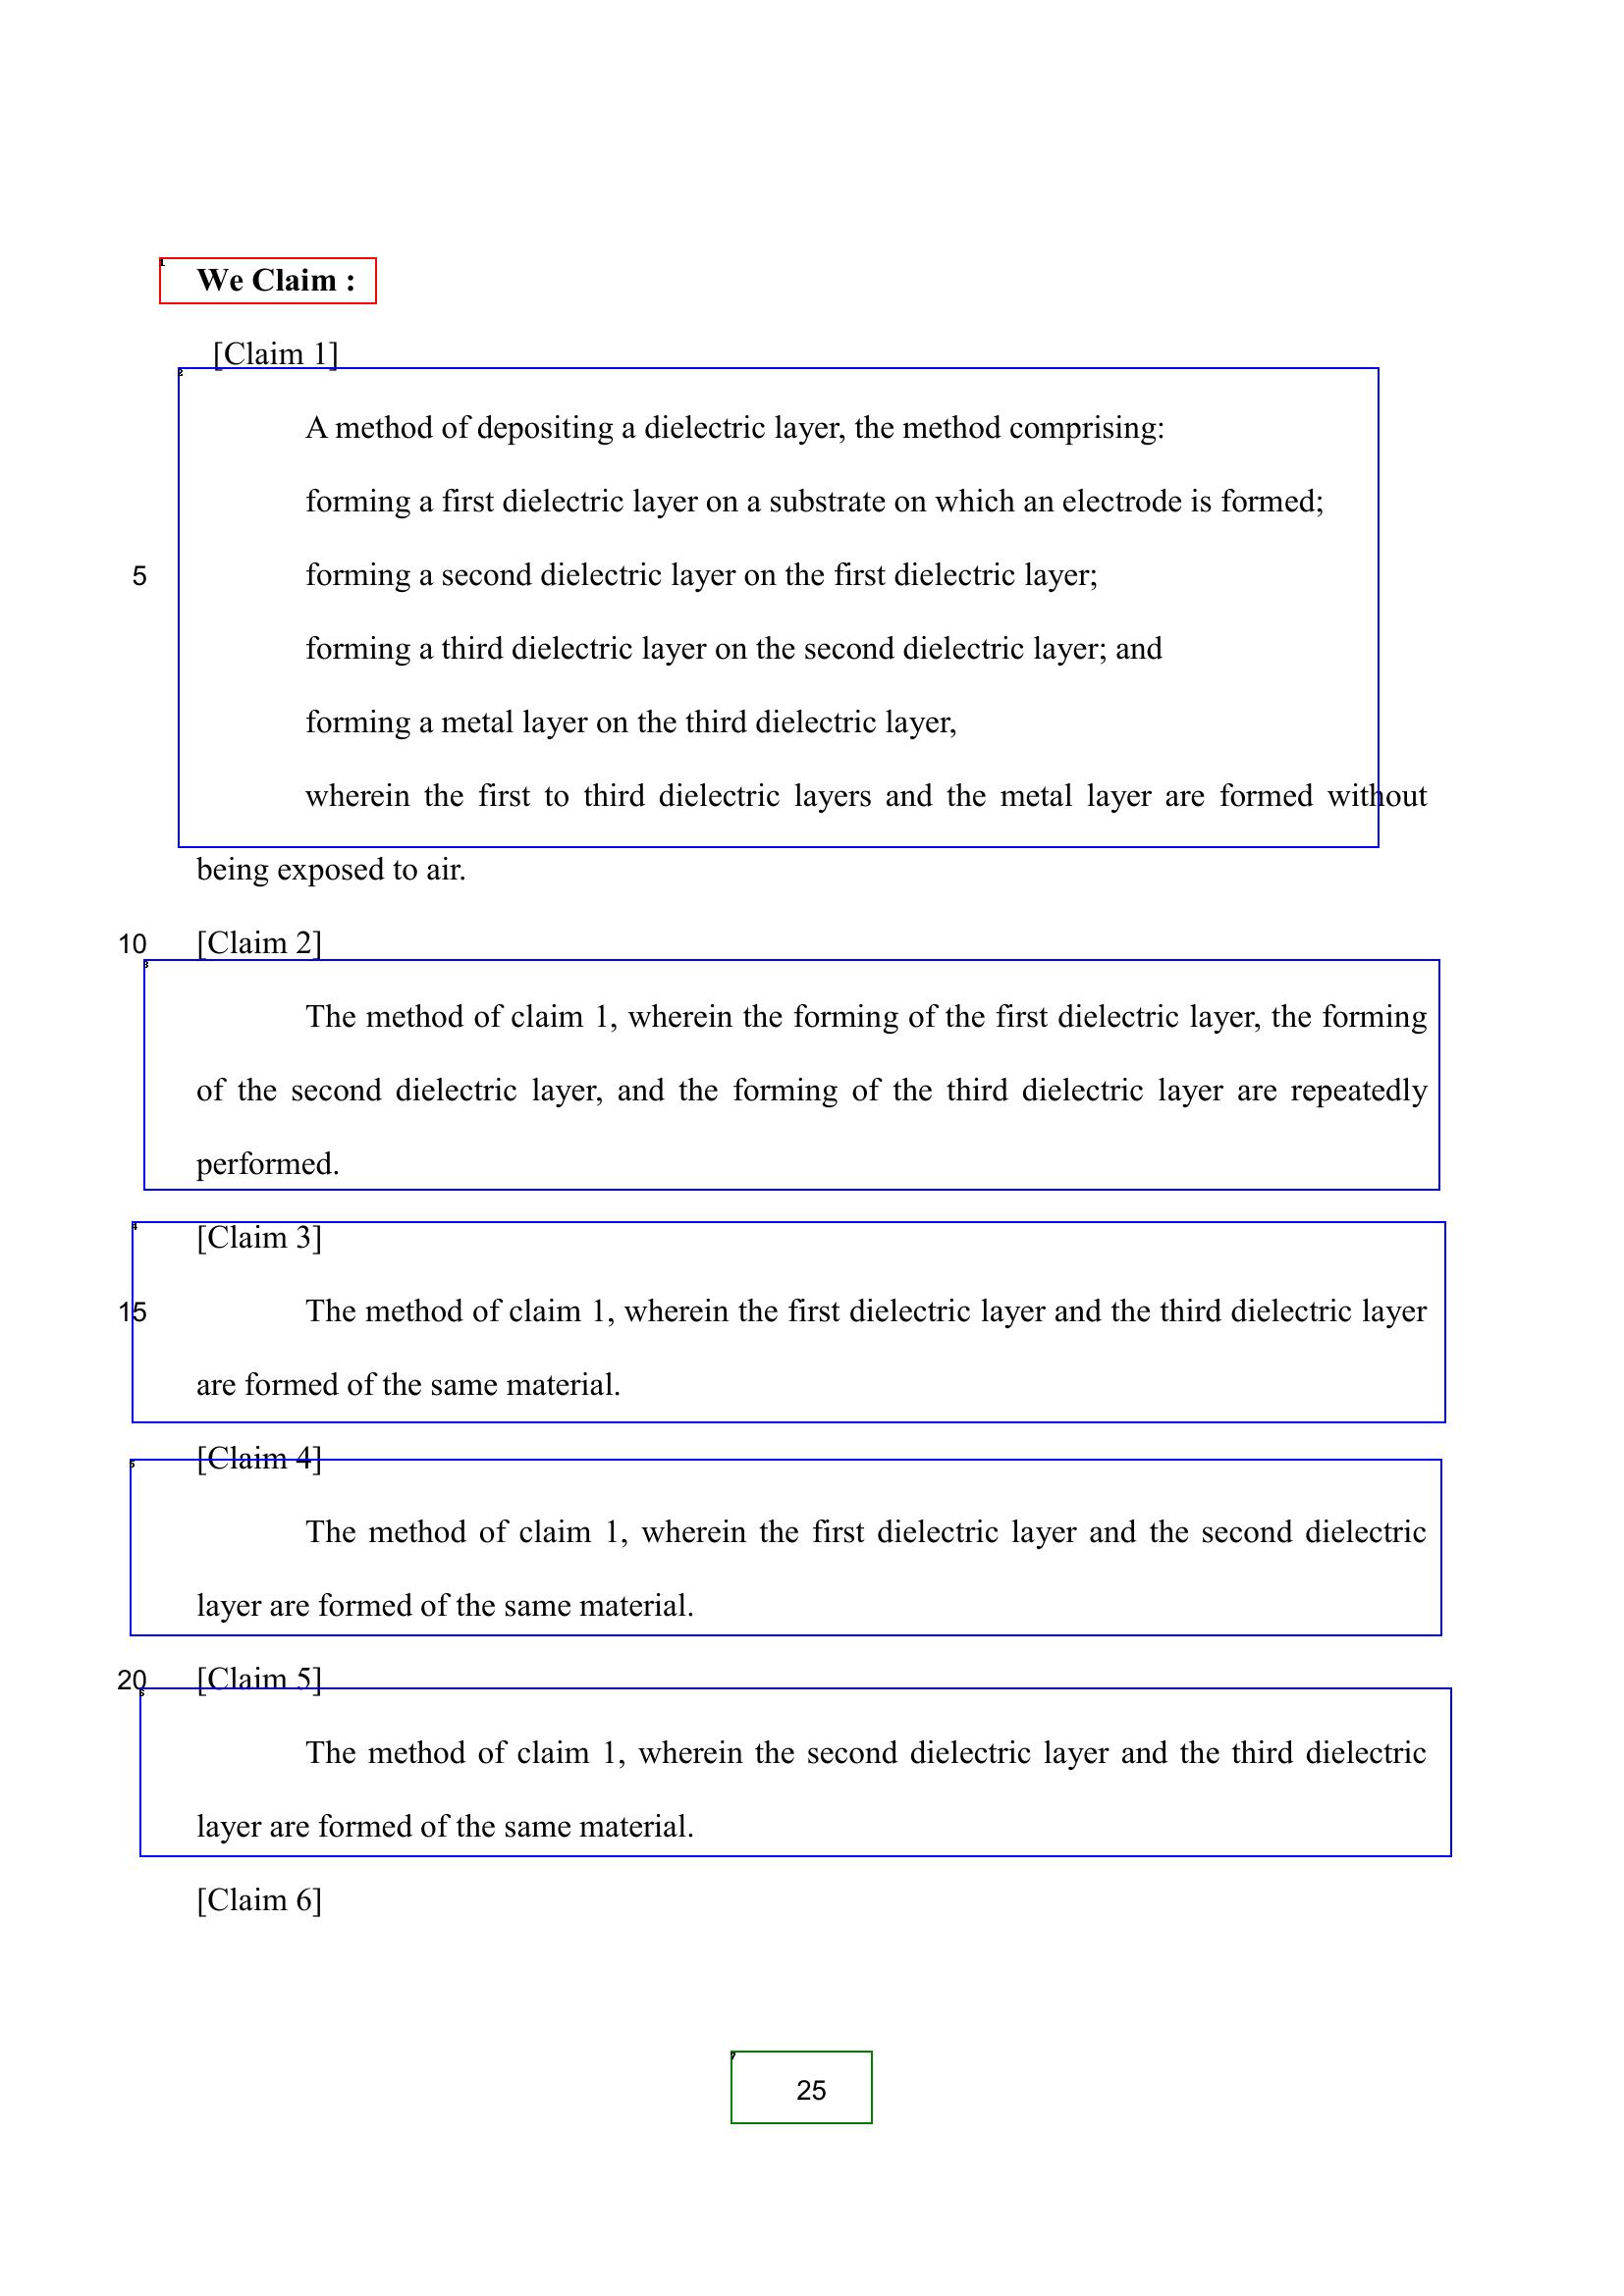 We Claim :
[Claim 1]
A method of depositing a dielectric layer, the method comprising:
forming a first dielectric layer on a substrate on which an electrode is formed;
5 forming a second dielectric layer on the first dielectric layer;
forming a third dielectric layer on the second dielectric layer; and
forming a metal layer on the third dielectric layer,
wherein the first to third dielectric layers and the metal layer are formed without
being exposed to air.
10 [Claim 2]
The method of claim 1, wherein the forming of the first dielectric layer, the forming
of the second dielectric layer, and the forming of the third dielectric layer are repeatedly
performed.
[Claim 3]
15 The method of claim 1, wherein the first dielectric layer and the third dielectric layer
are formed of the same material.
[Claim 4]
The method of claim 1, wherein the first dielectric layer and the second dielectric
layer are formed of the same material.
20 [Claim 5]
The method of claim 1, wherein the second dielectric layer and the third dielectric
layer are formed of the same material.
[Claim 6]
25